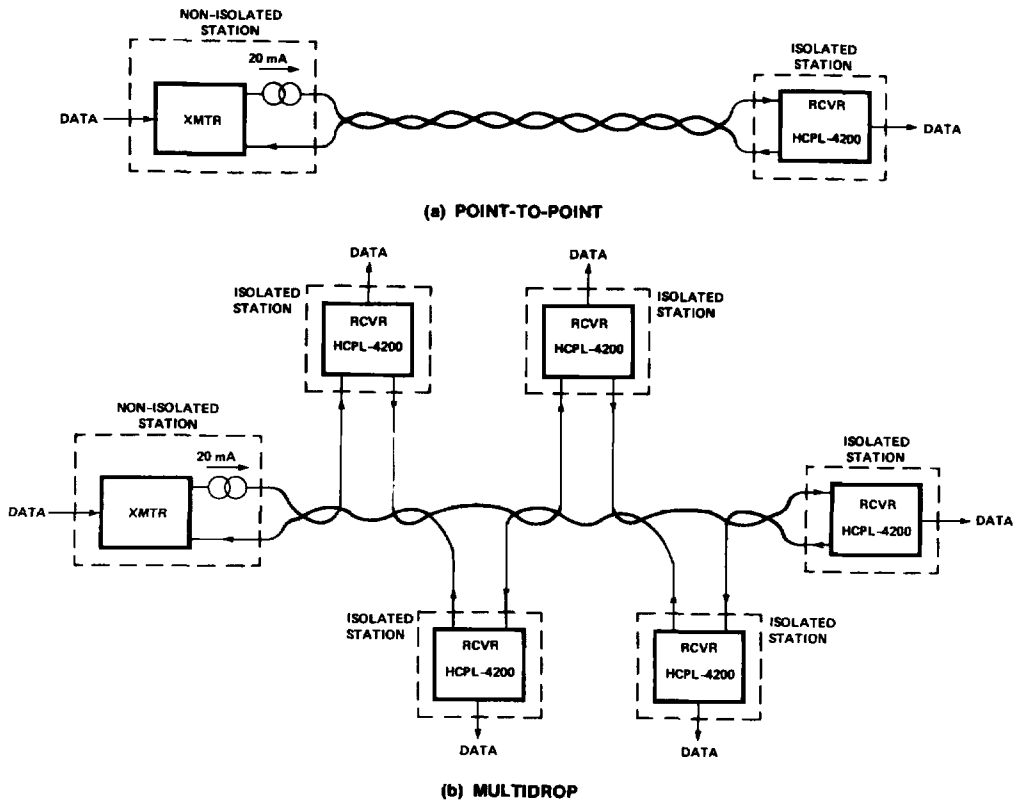 NON-ISOLATED
STATION
20 mA
DATA
XMTR
ISOLATED
STATION
RCVR
HCPL-4200
DATA
(a) POINT-TO-POINT
DATA
ISOLATED
STATION
RCVR
HCPL-4200
DATA
ISOLATED
STATION
RCVR
HCPL-4200
NON-ISOLATED
STATION
20 mA
DATA
XMTR
ISOLATED
STATION
RCVR
HCPL-4200
DATA
ISOLATED
STATION
RCVR
HCPL-4200
DATA
ISOLATED
STATION
RCVR
HCPL-4200
DATA
(b) MULTIDROP